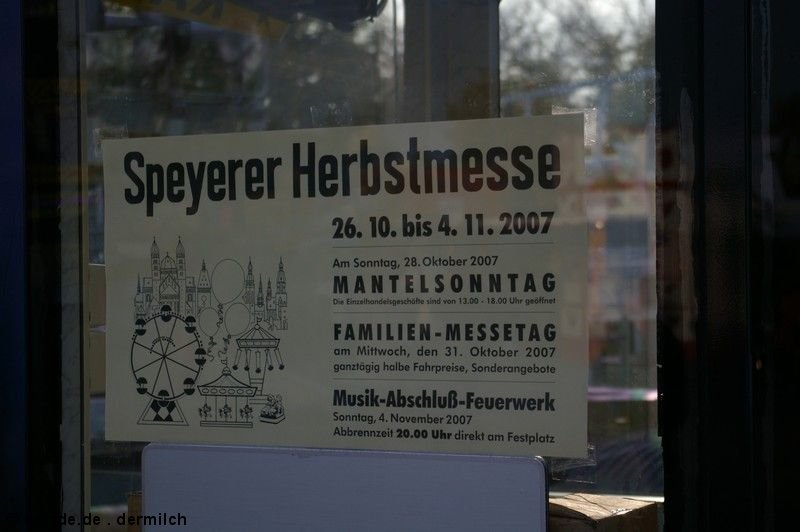 Speyerer Herbstmesse
26. 10. bis 4. 11. 2007
Am Sonntag, 28. Oktober 2007
MANTELSONNTAG
Die Einzelhandelsgeschäfte sind von 13.00 - 18.00 Uhr geöffnet
FAMILIEN-MESSETAG
am Mittwoch, den 31. Oktober 2007
ganztägig halbe Fahrpreise, Sonderangebote
Musik-Abschluß-Feuerwerk
Sonntag, 4. November 2007
Abbrennzeit 20.00 Uhr direkt am Festplatz
de.de . dermilch